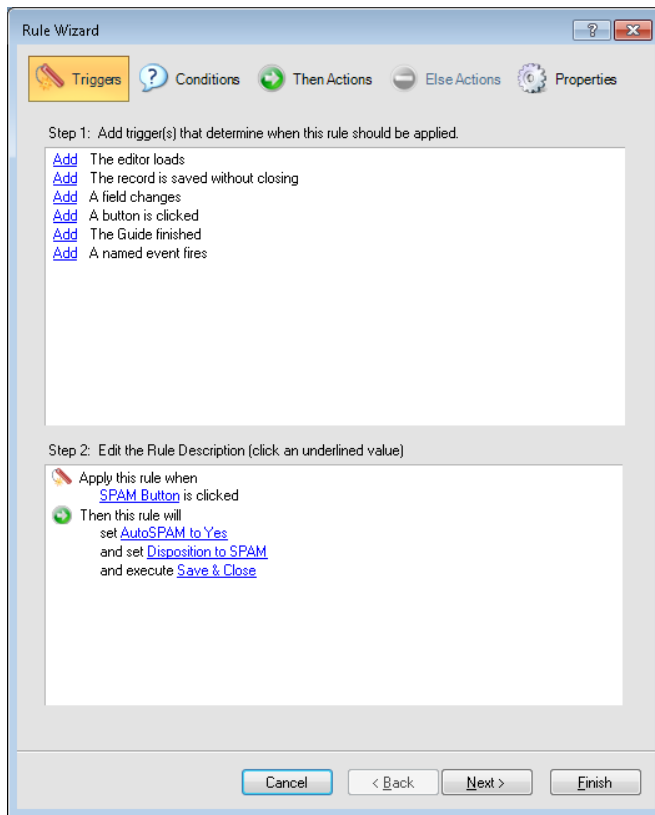 Rule Wizard
Triggers Conditions Then Actions Else Actions Properties
Step 1: Add trigger(s) that determine when this rule should be applied.
Add The editor loads
Add The record is saved without closing
Add A field changes
Add A button is clicked
Add The Guide finished
Add A named event fires
Step 2: Edit the Rule Description (click an underlined value)
Apply this rule when
SPAM Button is clicked
Then this rule will
set AutoSPAM to Yes
and set Disposition to SPAM
and execute Save & Close
Cancel < Back Next > Finish